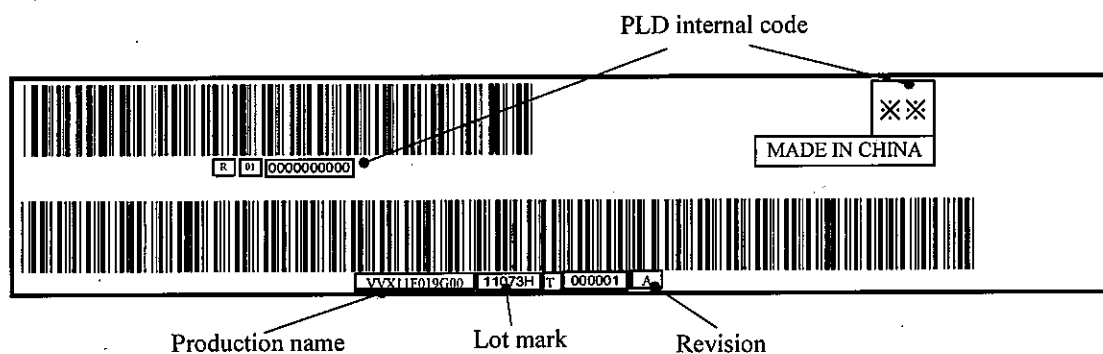 PLD internal code
※※
MADE IN CHINA
R 01 0000000000
VVX11F019G00 11073H T 000001 A
Production name Lot mark Revision